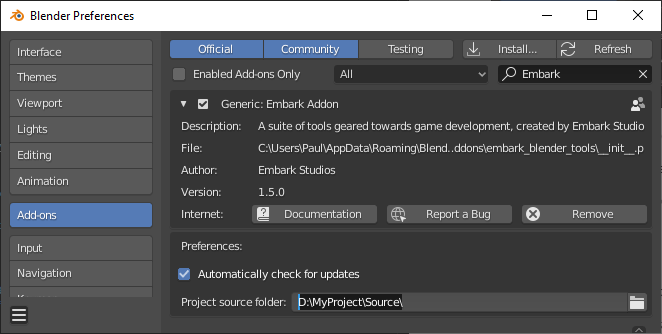 Blender Preferences
Interface
Themes
Viewport
Lights
Editing
Animation
Add-ons
Input
Navigation
Official Community Testing Install... Refresh
Enabled Add-ons Only All Embark
Generic: Embark Addon
Description: A suite of tools geared towards game development, created by Embark Studio
File: C:\Users\Paul\AppData\Roaming\Blend..ddons\embark_blender_tools\__init__.p
Author: Embark Studios
Version: 1.5.0
Internet: Documentation Report a Bug Remove
Preferences:
Automatically check for updates
Project source folder: D:\MyProject\Source\